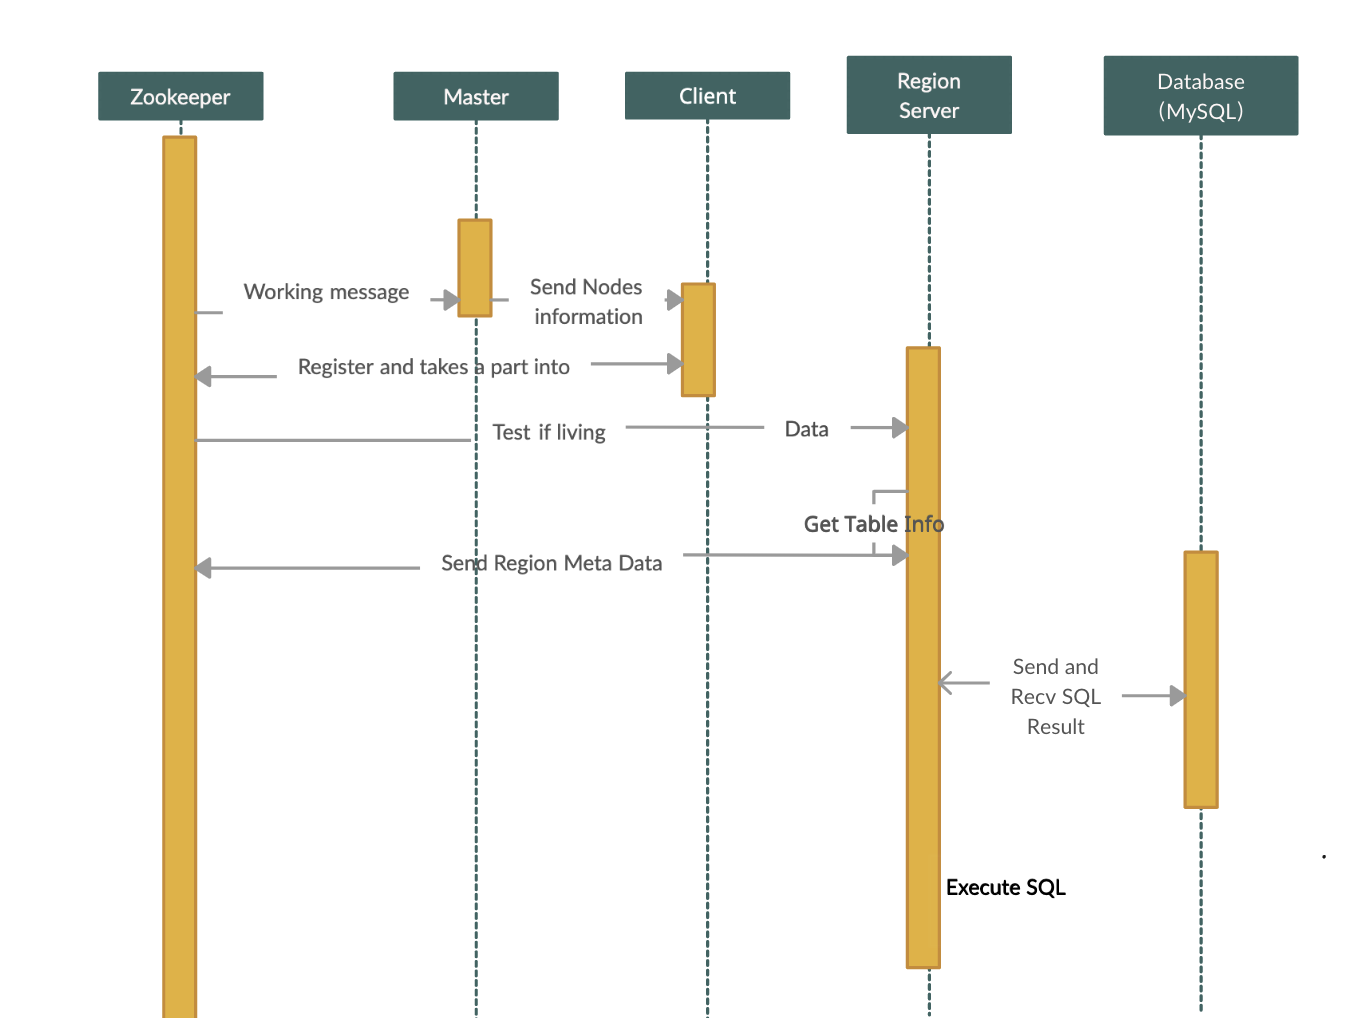 Zookeeper
Master
Client
Region
Server
Database
(MySQL)
Working message
Send Nodes
information
Register and takes a part into
Test if living
Data
Get Table Info
Send Region Meta Data
Send and
Recv SQL
Result
Execute SQL